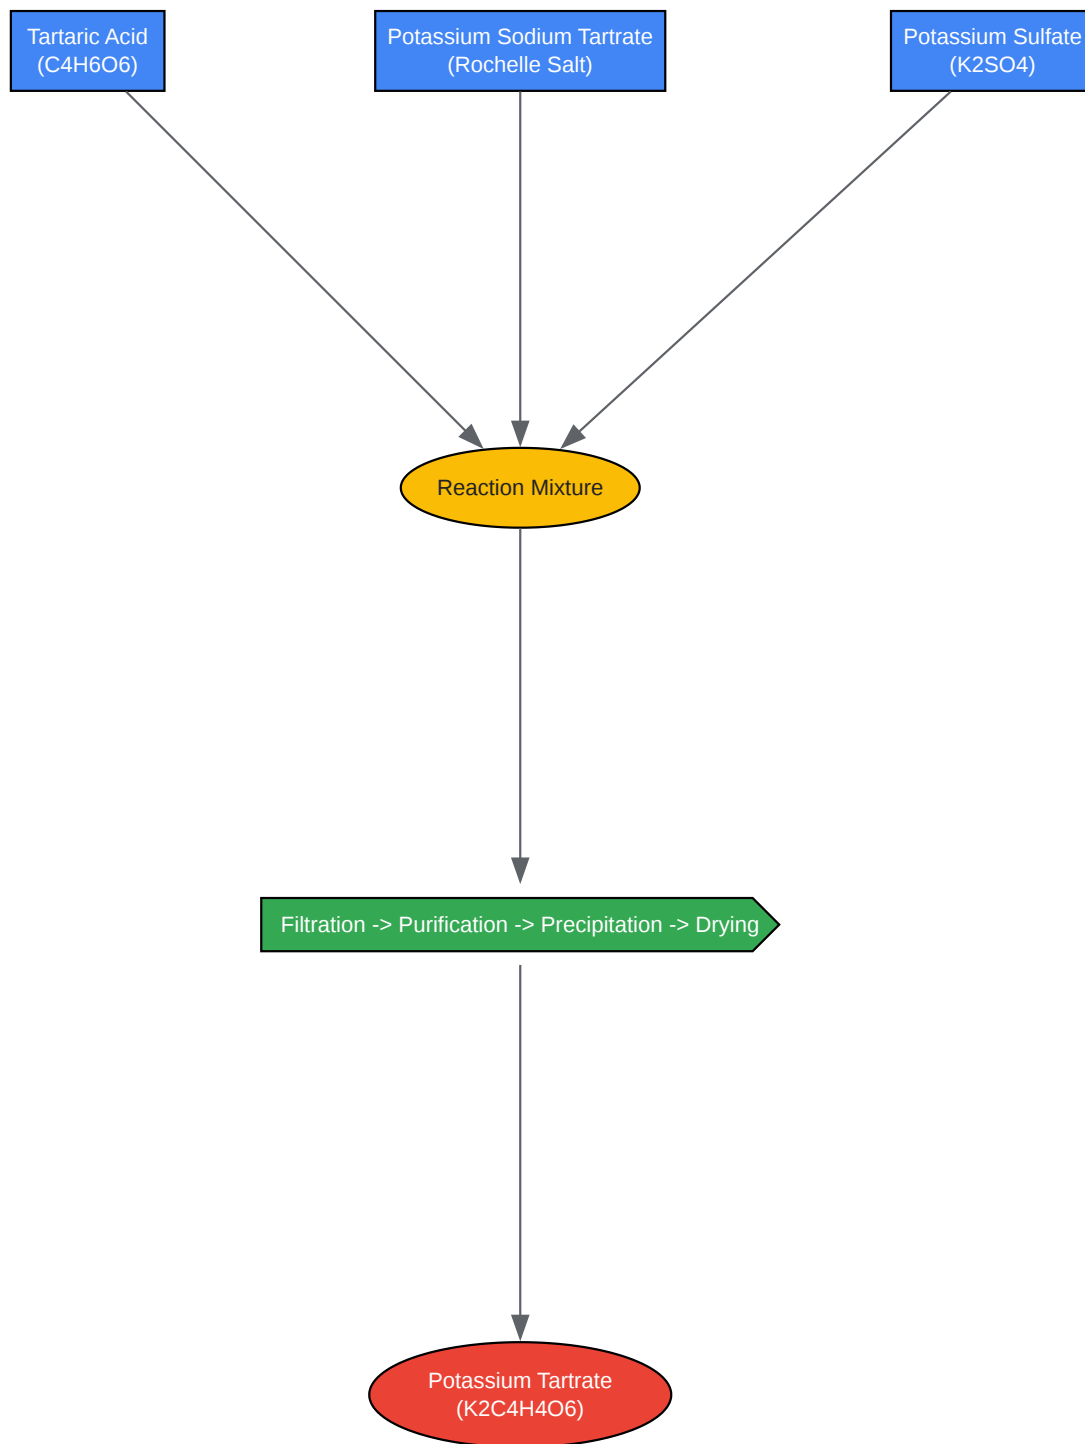 Tartaric Acid
(C4H6O6)
Potassium Sodium Tartrate
(Rochelle Salt)
Potassium Sulfate
(K2SO4)
Reaction Mixture
Filtration -> Purification -> Precipitation -> Drying
Potassium Tartrate
(K2C4H4O6)